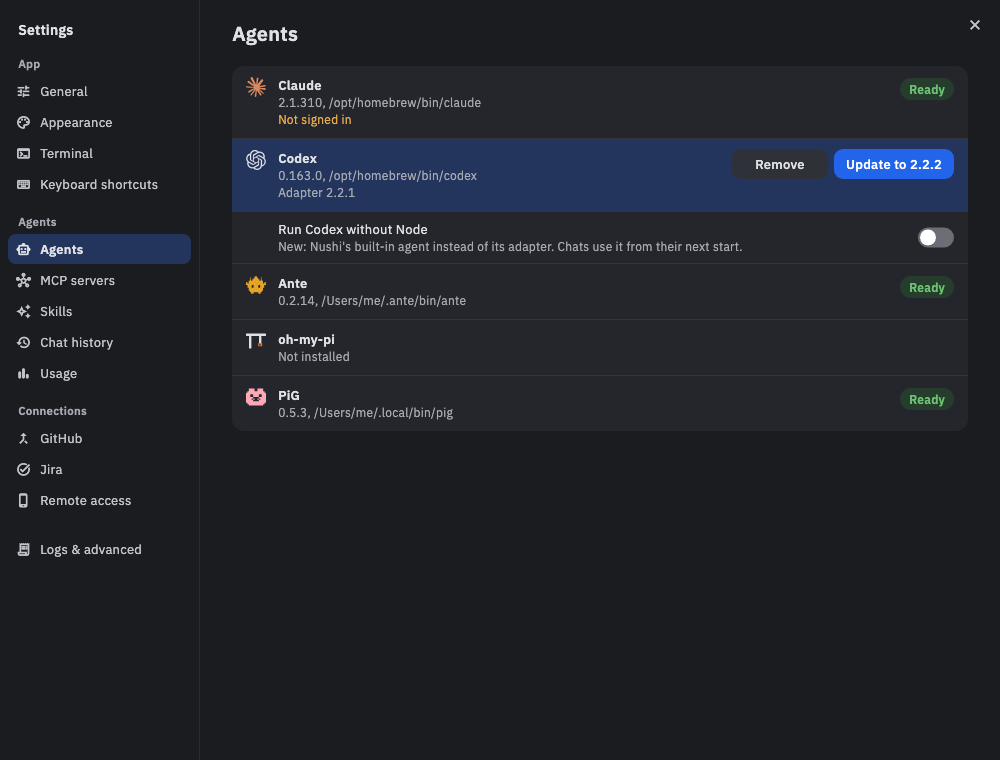 Settings
App
General
Appearance
Terminal
Keyboard shortcuts
Agents
Agents
MCP servers
Skills
Chat history
Usage
Connections
GitHub
Jira
Remote access
Logs & advanced
Agents
Claude
2.1.310, /opt/homebrew/bin/claude
Not signed in
Ready
Codex
0.163.0, /opt/homebrew/bin/codex
Adapter 2.2.1
Remove
Update to 2.2.2
Run Codex without Node
New: Nushi's built-in agent instead of its adapter. Chats use it from their next start.
Ante
0.2.14, /Users/me/.ante/bin/ante
Ready
oh-my-pi
Not installed
PiG
0.5.3, /Users/me/.local/bin/pig
Ready